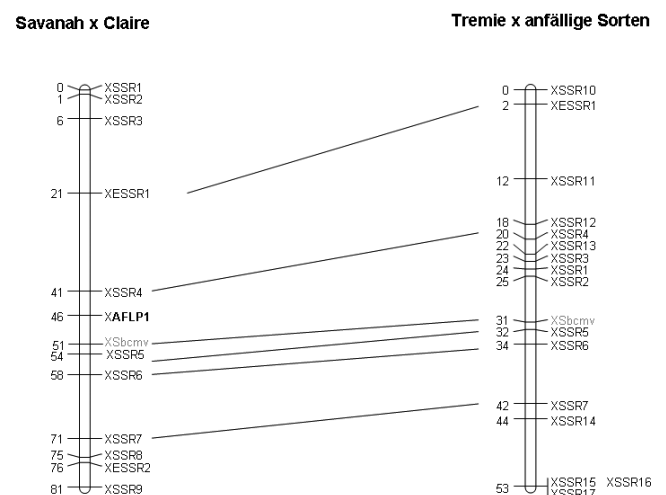 Savanah x Claire
0 XSSR1
1 XSSR2
6 XSSR3
21 XESSR1
41 XSSR4
46 XAFLP1
51 XSbcmv
54 XSSR5
58 XSSR6
71 XSSR7
75 XSSR8
76 XESSR2
81 XSSR9
Tremie x anfällige Sorten
0 XSSR10
2 XESSR1
12 XSSR11
18 XSSR12
20 XSSR4
22 XSSR13
23 XSSR3
24 XSSR1
25 XSSR2
31 XSbcmv
32 XSSR5
34 XSSR6
42 XSSR7
44 XSSR14
53 XSSR15 XSSR16
XSSR17